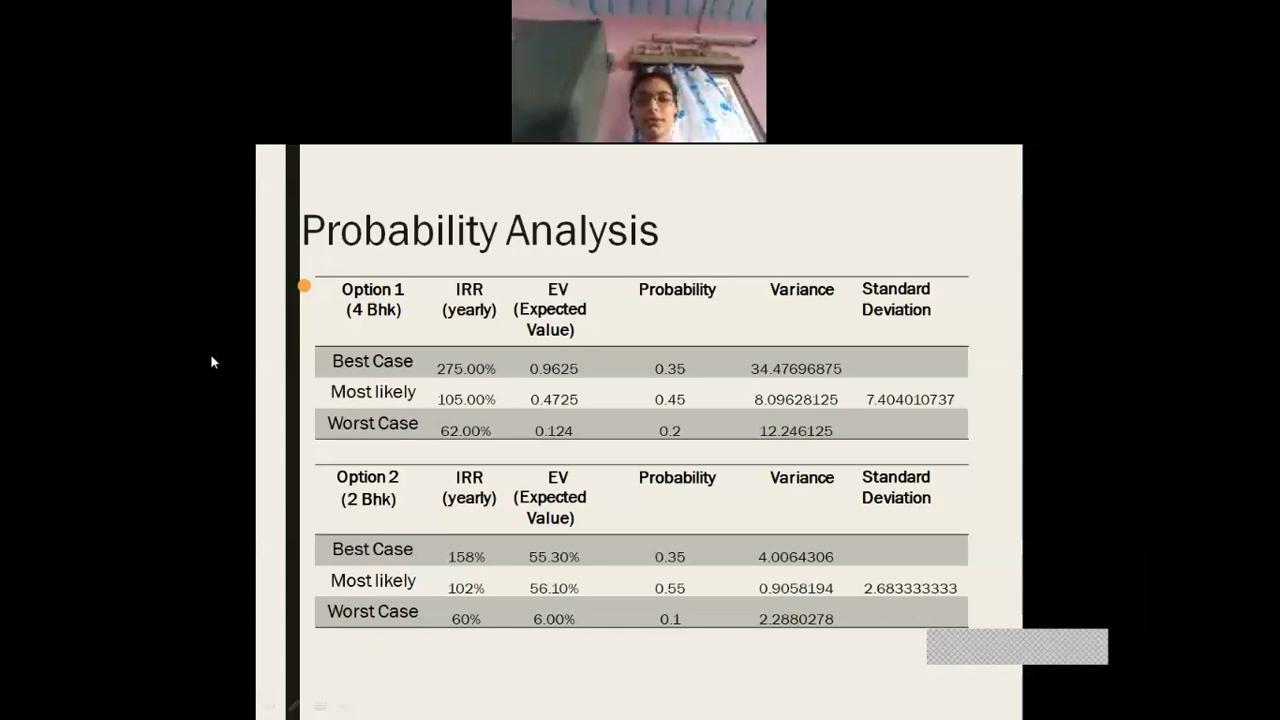 Probability Analysis
Option 1 IRR EV Probability Variance Standard
(4 Bhk) (yearly) (Expected Deviation
Value)
Best Case 275.00% 0.9625 0.35 34.47696875
Most likely 105.00% 0.4725 0.45 8.09628125 7.404010737
Worst Case 62.00% 0.124 0.2 12.246125
Option 2 IRR EV Probability Variance Standard
(2 Bhk) (yearly) (Expected Deviation
Value)
Best Case 158% 55.30% 0.35 4.0064306
Most likely 102% 56.10% 0.55 0.9058194 2.683333333
Worst Case 60% 6.00% 0.1 2.2880278